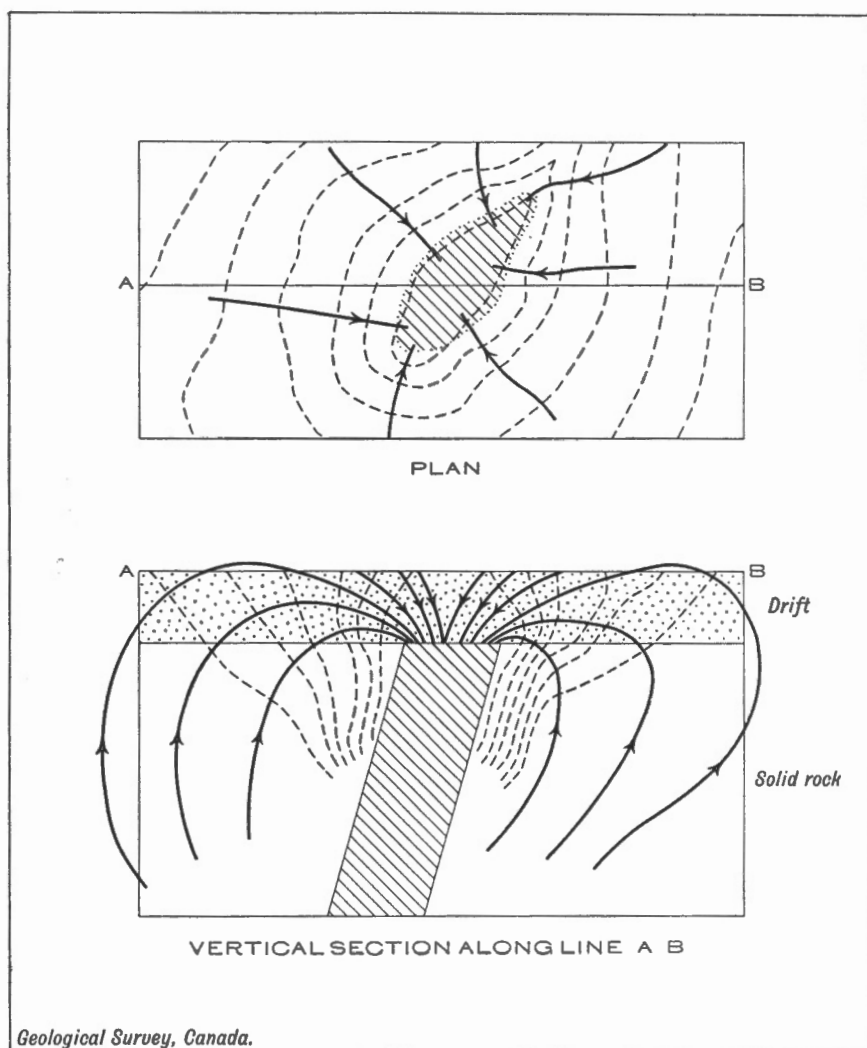 A B
PLAN
A B
Drift
Solid rock
VERTICAL SECTION ALONG LINE A B
Geological Survey, Canada.